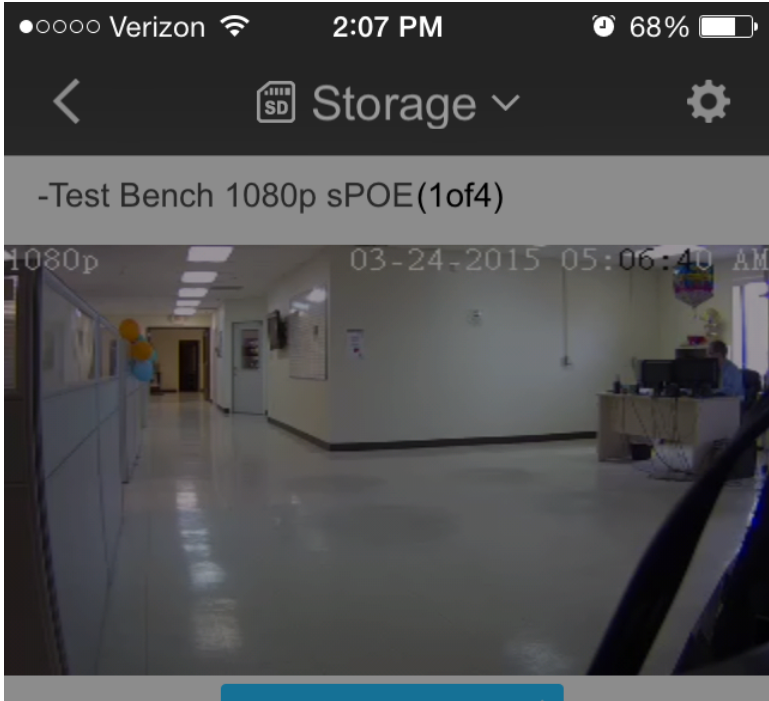 Verizon 2:07 PM 68%
SD Storage
-Test Bench 1080p sPOE(1of4)
1080p 03-24-2015 05:06:40 AM